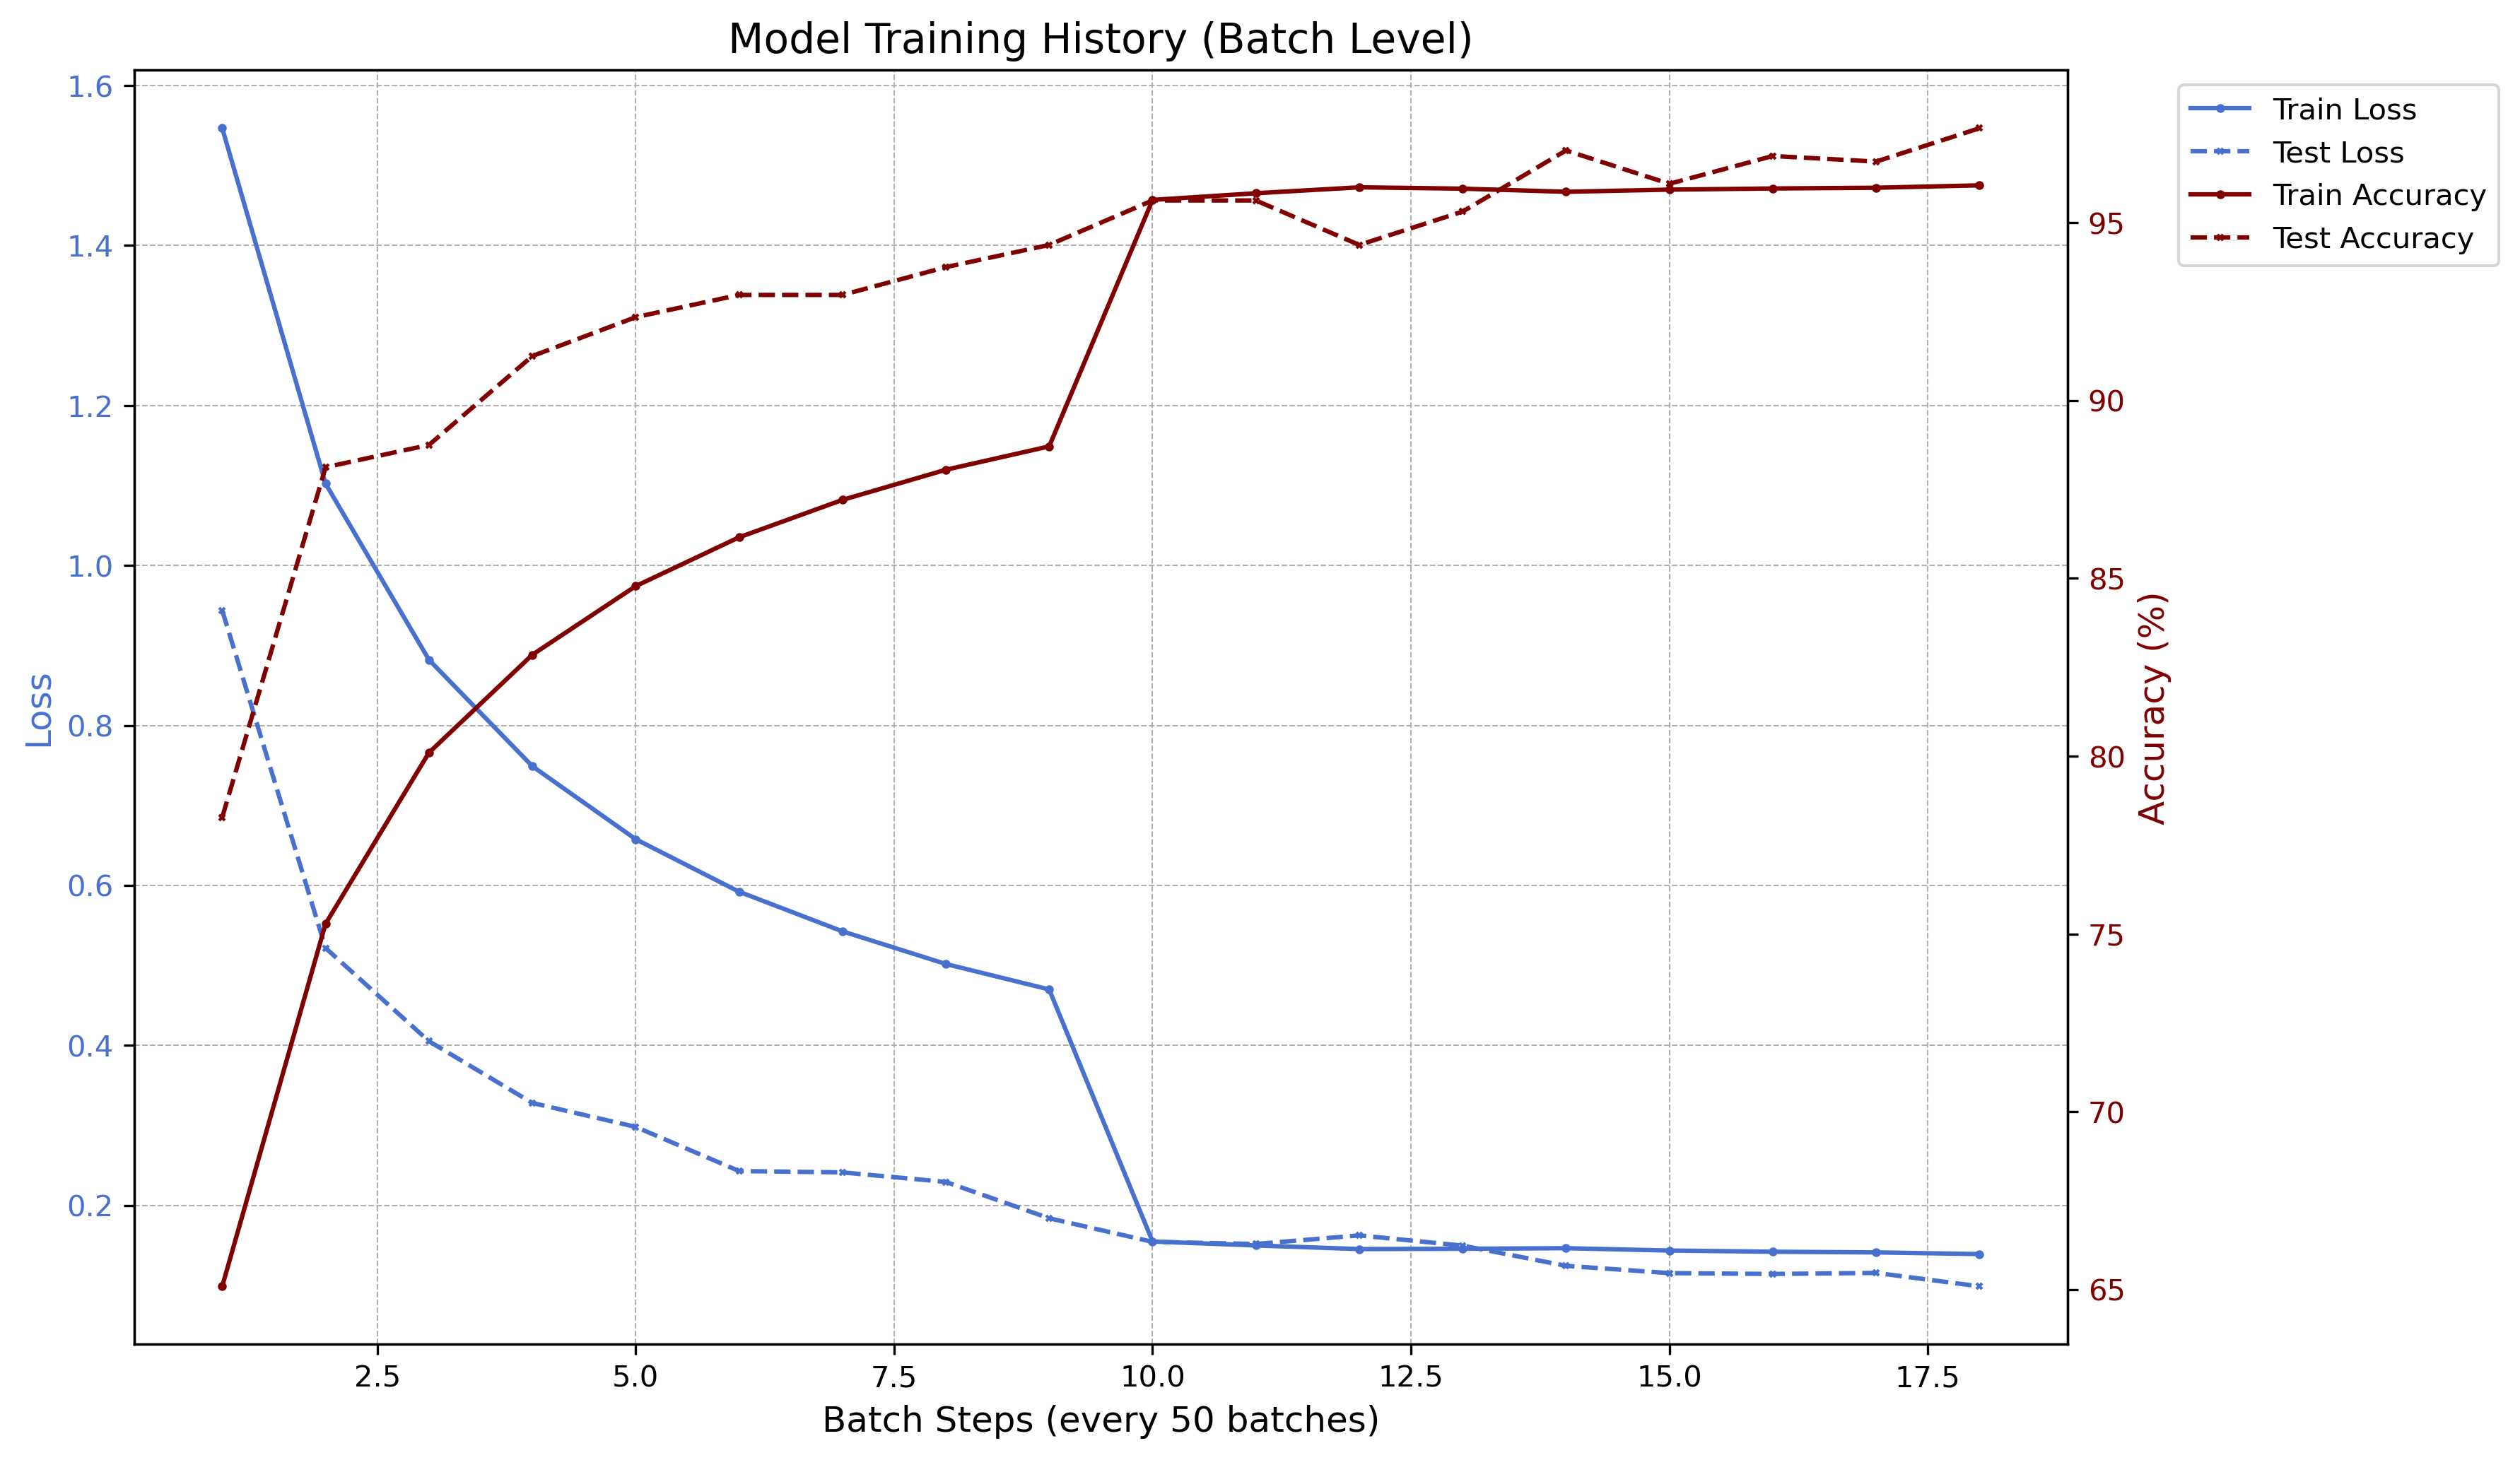 Model Training History (Batch Level)
1.6
1.4
1.2
1.0
0.8
0.6
0.4
0.2
Loss
2.5 5.0 7.5 10.0 12.5 15.0 17.5
Batch Steps (every 50 batches)
95
90
85
80
75
70
65
Accuracy (%)
Train Loss
Test Loss
Train Accuracy
Test Accuracy